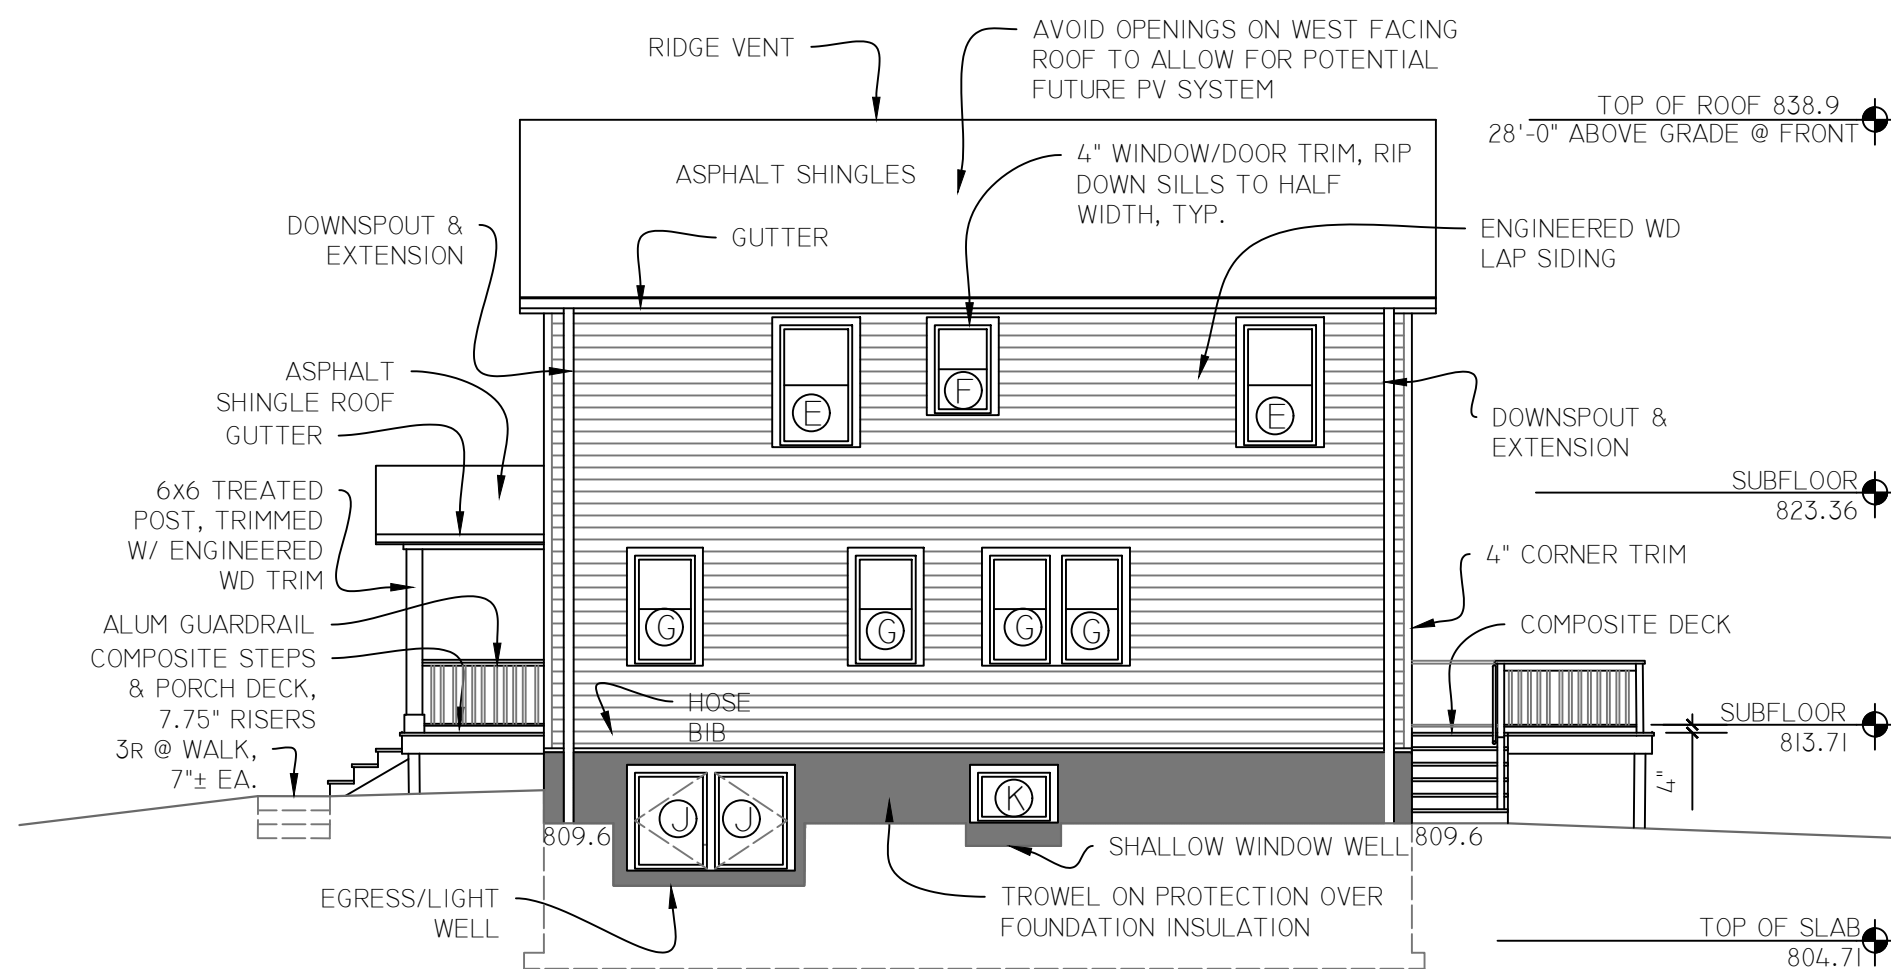 RIDGE VENT
AVOID OPENINGS ON WEST FACING
ROOF TO ALLOW FOR POTENTIAL
FUTURE PV SYSTEM
TOP OF ROOF 838.9
28'-0" ABOVE GRADE @ FRONT
ASPHALT SHINGLES
4" WINDOW/DOOR TRIM, RIP
DOWN SILLS TO HALF
WIDTH, TYP.
DOWNSPOUT &
EXTENSION
GUTTER
ENGINEERED WD
LAP SIDING
E
F
E
ASPHALT
SHINGLE ROOF
GUTTER
DOWNSPOUT &
EXTENSION
6x6 TREATED
POST, TRIMMED
W/ ENGINEERED
WD TRIM
SUBFLOOR
823.36
4" CORNER TRIM
ALUM GUARDRAIL
COMPOSITE STEPS
& PORCH DECK,
7.75" RISERS
3R @ WALK,
7"± EA.
G
G
G
G
COMPOSITE DECK
HOSE
BIB
SUBFLOOR
813.71
4"
J
J
K
809.6
809.6
SHALLOW WINDOW WELL
EGRESS/LIGHT
WELL
TROWEL ON PROTECTION OVER
FOUNDATION INSULATION
TOP OF SLAB
804.71